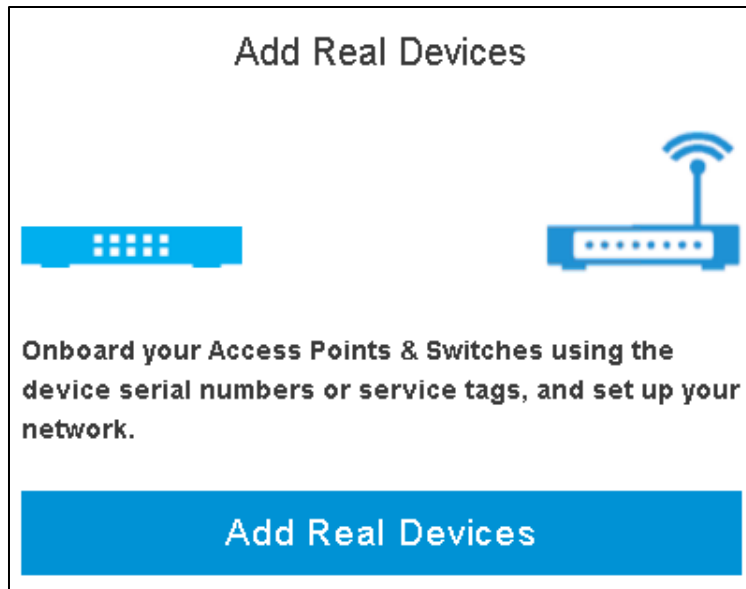 Add Real Devices
Onboard your Access Points & Switches using the
device serial numbers or service tags, and set up your
network.
Add Real Devices